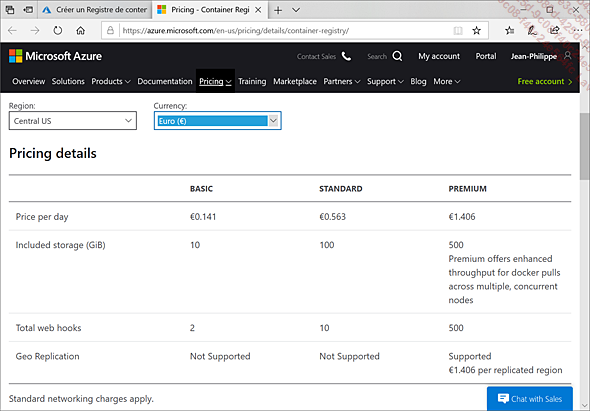 Créer un Registre de conter
Pricing - Container Regi
https://azure.microsoft.com/en-us/pricing/details/container-registry/
Microsoft Azure
Contact Sales
Search
My account
Portal
Jean-Philippe
Overview Solutions Products Documentation Pricing Training Marketplace Partners Support Blog More Free account >
Region: Currency:
Central US Euro (€)
Pricing details
BASIC STANDARD PREMIUM
Price per day €0.141 €0.563 €1.406
Included storage (GiB) 10 100 500
Premium offers enhanced
throughput for docker pulls
across multiple, concurrent
nodes
Total web hooks 2 10 500
Geo Replication Not Supported Not Supported Supported
€1.406 per replicated region
Standard networking charges apply.
Chat with Sales